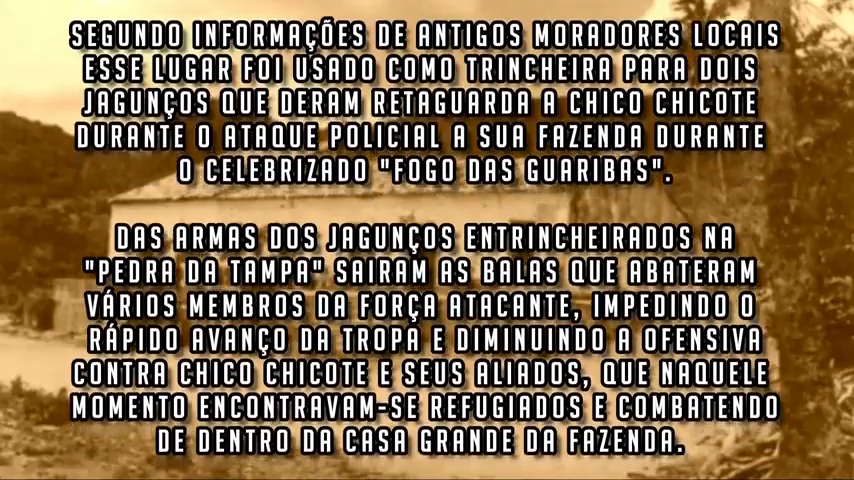 SEGUNDO INFORMAÇÕES DE ANTIGOS MORADORES LOCAIS
ESSE LUGAR FOI USADO COMO TRINCHEIRA PARA DOIS
JAGUNÇOS QUE DERAM RETAGUARDA A CHICO CHICOTE
DURANTE O ATAQUE POLICIAL A SUA FAZENDA DURANTE
O CELEBRIZADO "FOGO DAS GUARIBAS".
DAS ARMAS DOS JAGUNÇOS ENTRINCHEIRADOS NA
"PEDRA DA TAMPA" SAIRAM AS BALAS QUE ABATERAM
VÁRIOS MEMBROS DA FORÇA ATACANTE, IMPEDINDO O
RÁPIDO AVANÇO DA TROPA E DIMINUINDO A OFENSIVA
CONTRA CHICO CHICOTE E SEUS ALIADOS, QUE NAQUELE
MOMENTO ENCONTRAVAM-SE REFUGIADOS E COMBATENDO
DE DENTRO DA CASA GRANDE DA FAZENDA.